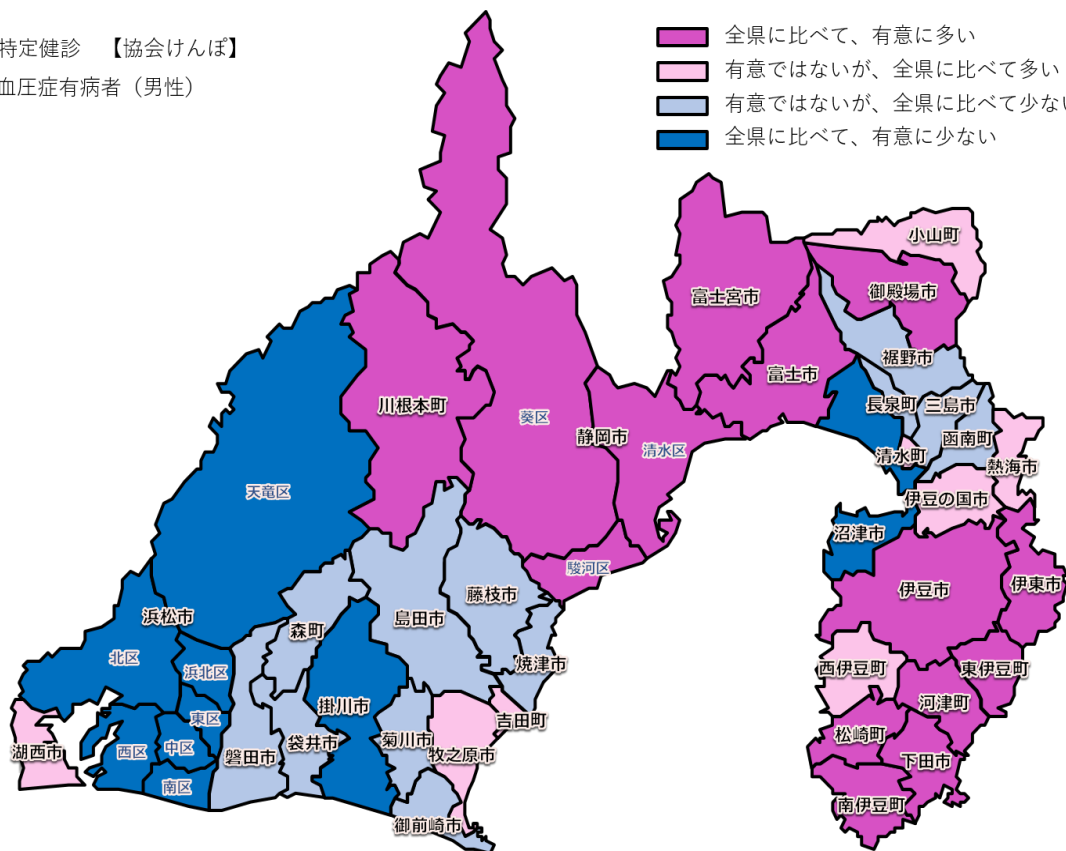 特定健診 【協会けんぽ】
血圧症有病者（男性）
全県に比べて、有意に多い
有意ではないが、全県に比べて多い
有意ではないが、全県に比べて少ない
全県に比べて、有意に少ない
小山町
御殿場市
富士宮市
裾野市
富士市
長泉町
三島市
川根本町
葵区
静岡市
清水区
函南町
清水町
熱海市
天竜区
伊豆の国市
沼津市
駿河区
伊豆市
伊東市
藤枝市
浜松市
森町
島田市
北区
浜北区
焼津市
西伊豆町
東伊豆町
掛川市
河津町
東区
吉田町
湖西市
西区
中区
磐田市
袋井市
菊川市
牧之原市
松崎町
下田市
南区
南伊豆町
御前崎市